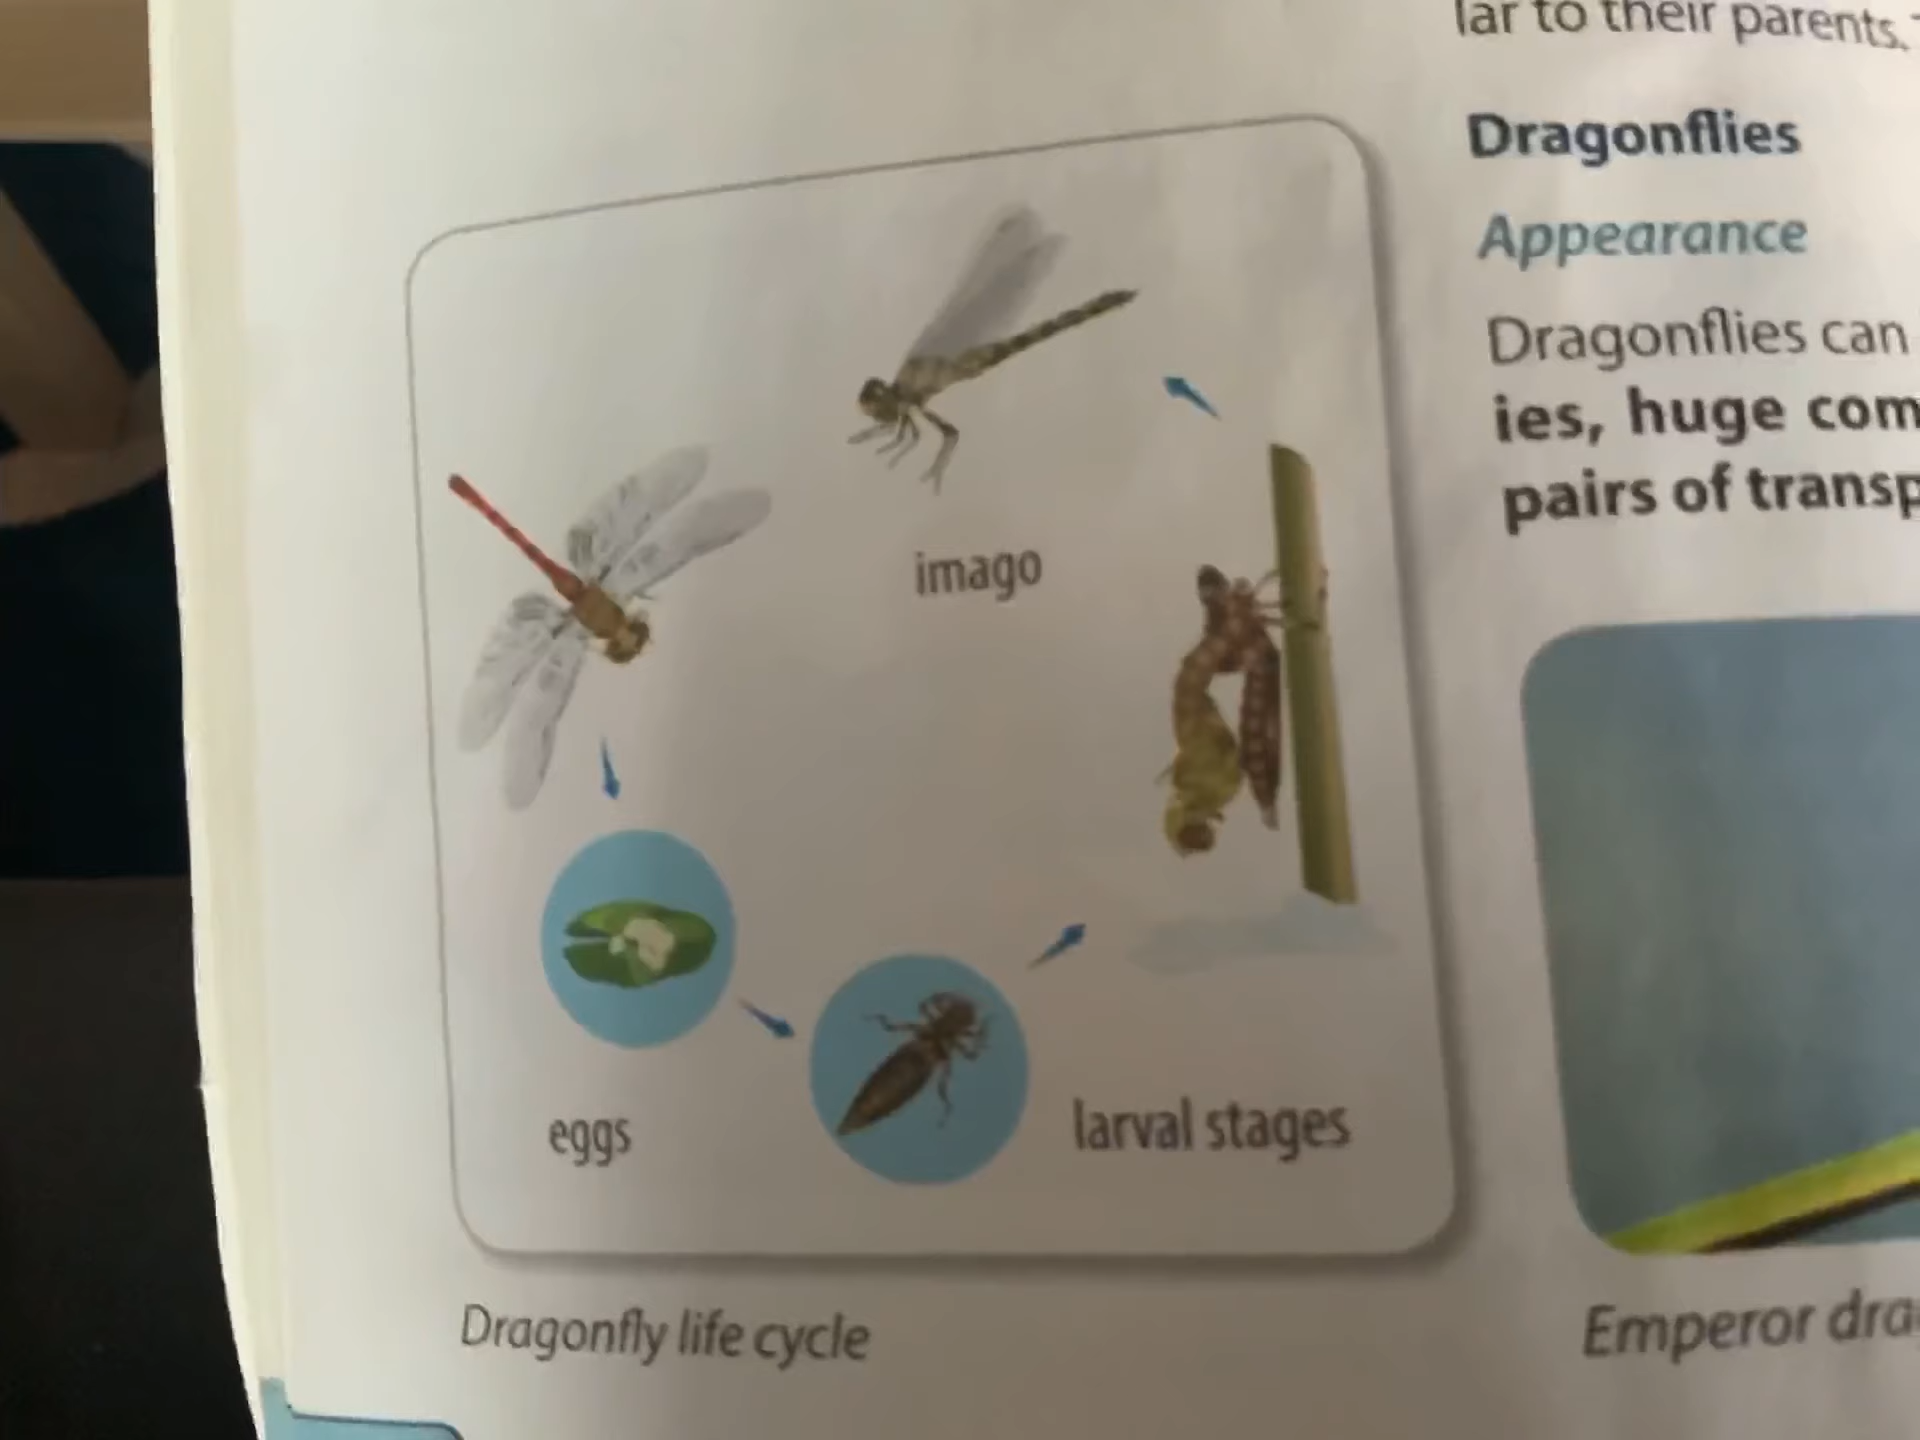 lar to their parents.
Dragonflies
Appearance
Dragonflies can
ies, huge com
pairs of transp
imago
eggs
larval stages
Dragonfly life cycle
Emperor dra